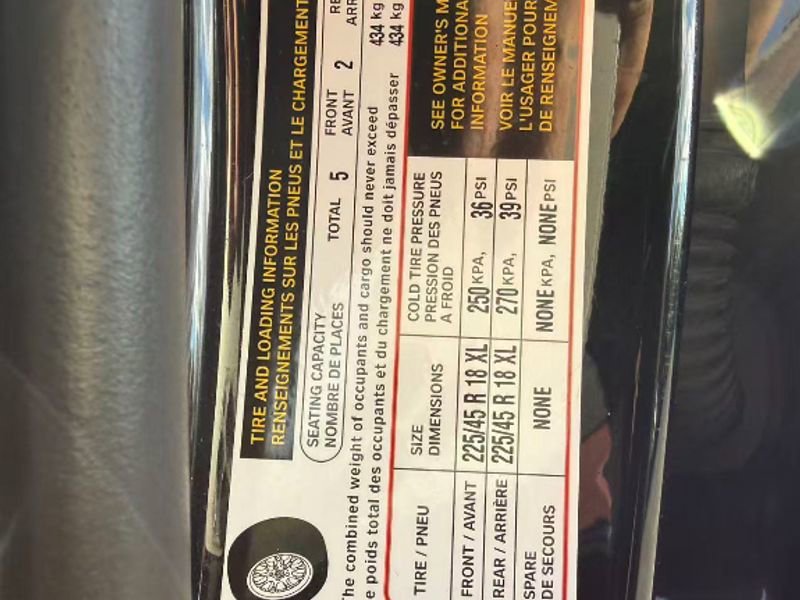 TIRE AND LOADING INFORMATION
RENSEIGNEMENTS SUR LES PNEUS ET LE CHARGEMENT
SEATING CAPACITY
NOMBRE DE PLACES
TOTAL 5
FRONT
AVANT 2
The combined weight of occupants and cargo should never exceed 434 kg
e poids total des occupants et du chargement ne doit jamais dépasser 434 kg
TIRE / PNEU
SIZE
DIMENSIONS
COLD TIRE PRESSURE
PRESSION DES PNEUS
A FROID
FRONT / AVANT 225/45 R 18 XL 250 KPA, 36 PSI
REAR / ARRIÈRE 225/45 R 18 XL 270 KPA, 39 PSI
SPARE
DE SECOURS
NONE NONE KPA, NONE PSI
SEE OWNER'S M
FOR ADDITIONA
INFORMATION
VOIR LE MANUE
L'USAGER POUR
DE RENSEIGNEM